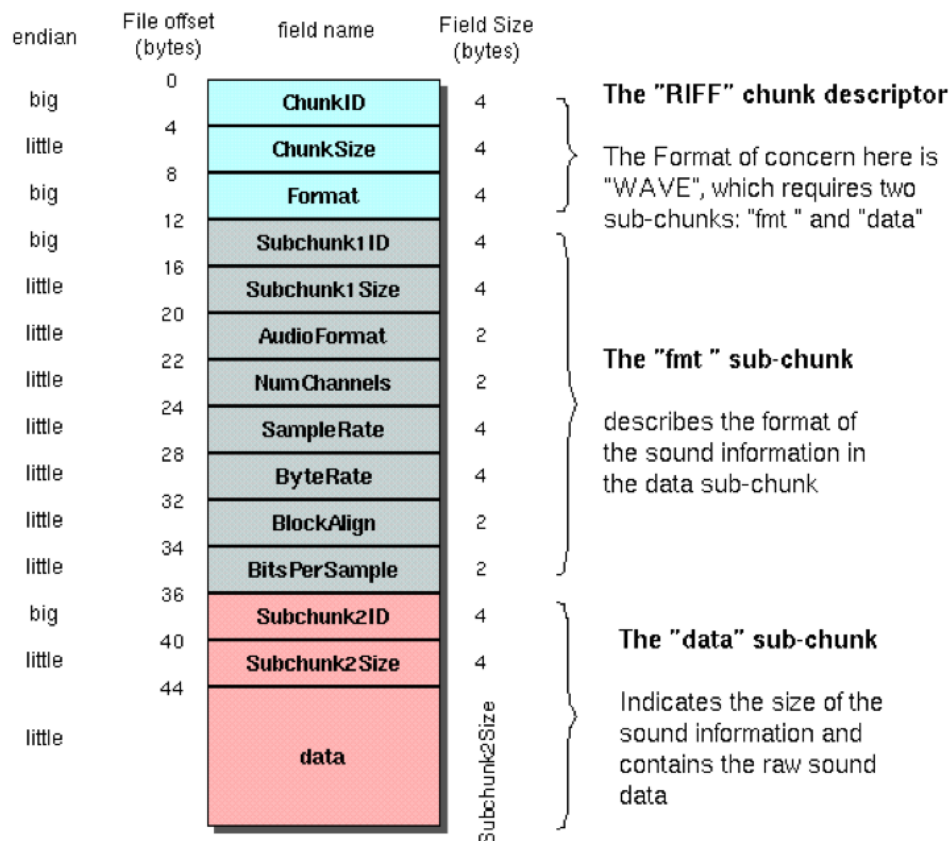 endian File offset (bytes) field name Field Size (bytes)
0
big ChunkID 4
4
little ChunkSize 4
8
big Format 4
12
big Subchunk1ID 4
16
little Subchunk1Size 4
20
little AudioFormat 2
22
little NumChannels 2
24
little SampleRate 4
28
little ByteRate 4
32
little BlockAlign 2
34
little BitsPerSample 2
36
big Subchunk2ID 4
40
little Subchunk2Size 4
44
little data Subchunk2Size
The "RIFF" chunk descriptor
The Format of concern here is
"WAVE", which requires two
sub-chunks: "fmt " and "data"
The "fmt " sub-chunk
describes the format of
the sound information in
the data sub-chunk
The "data" sub-chunk
Indicates the size of the
sound information and
contains the raw sound
data